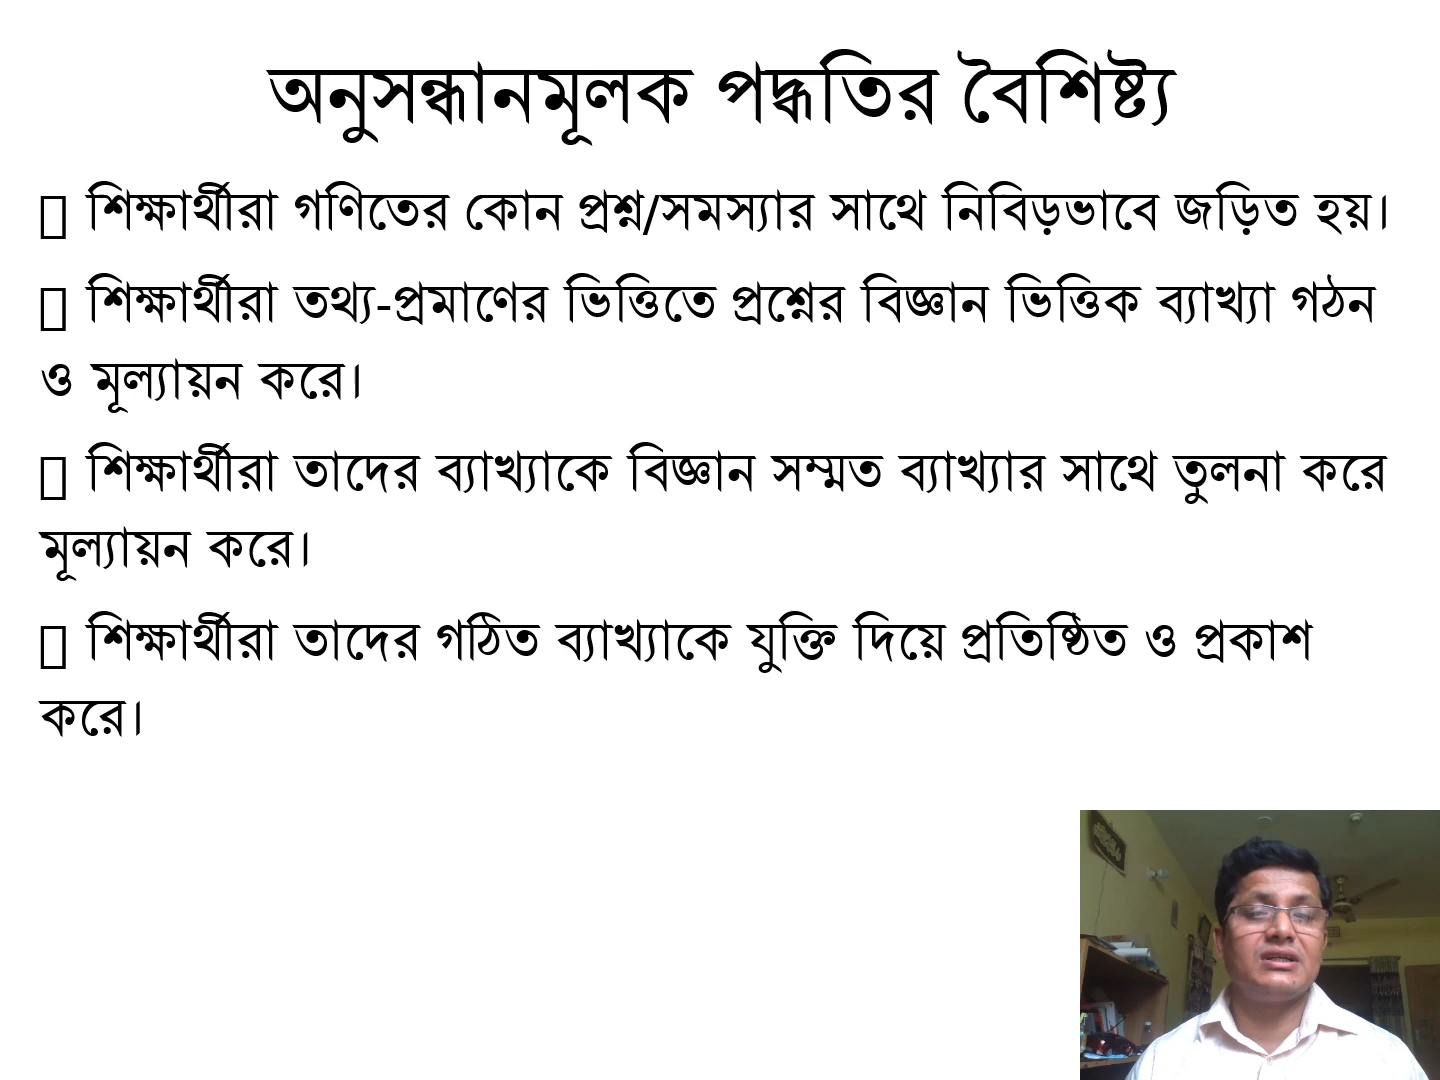 অনুসন্ধানমূলক পদ্ধতির বৈশিষ্ট্য
শিক্ষার্থীরা গণিতের কোন প্রশ্ন/সমস্যার সাথে নিবিড়ভাবে জড়িত হয়।
শিক্ষার্থীরা তথ্য-প্রমাণের ভিত্তিতে প্রশ্নের বিজ্ঞান ভিত্তিক ব্যাখ্যা গঠন
ও মূল্যায়ন করে।
শিক্ষার্থীরা তাদের ব্যাখ্যাকে বিজ্ঞান সম্মত ব্যাখ্যার সাথে তুলনা করে
মূল্যায়ন করে।
শিক্ষার্থীরা তাদের গঠিত ব্যাখ্যাকে যুক্তি দিয়ে প্রতিষ্ঠিত ও প্রকাশ
করে।